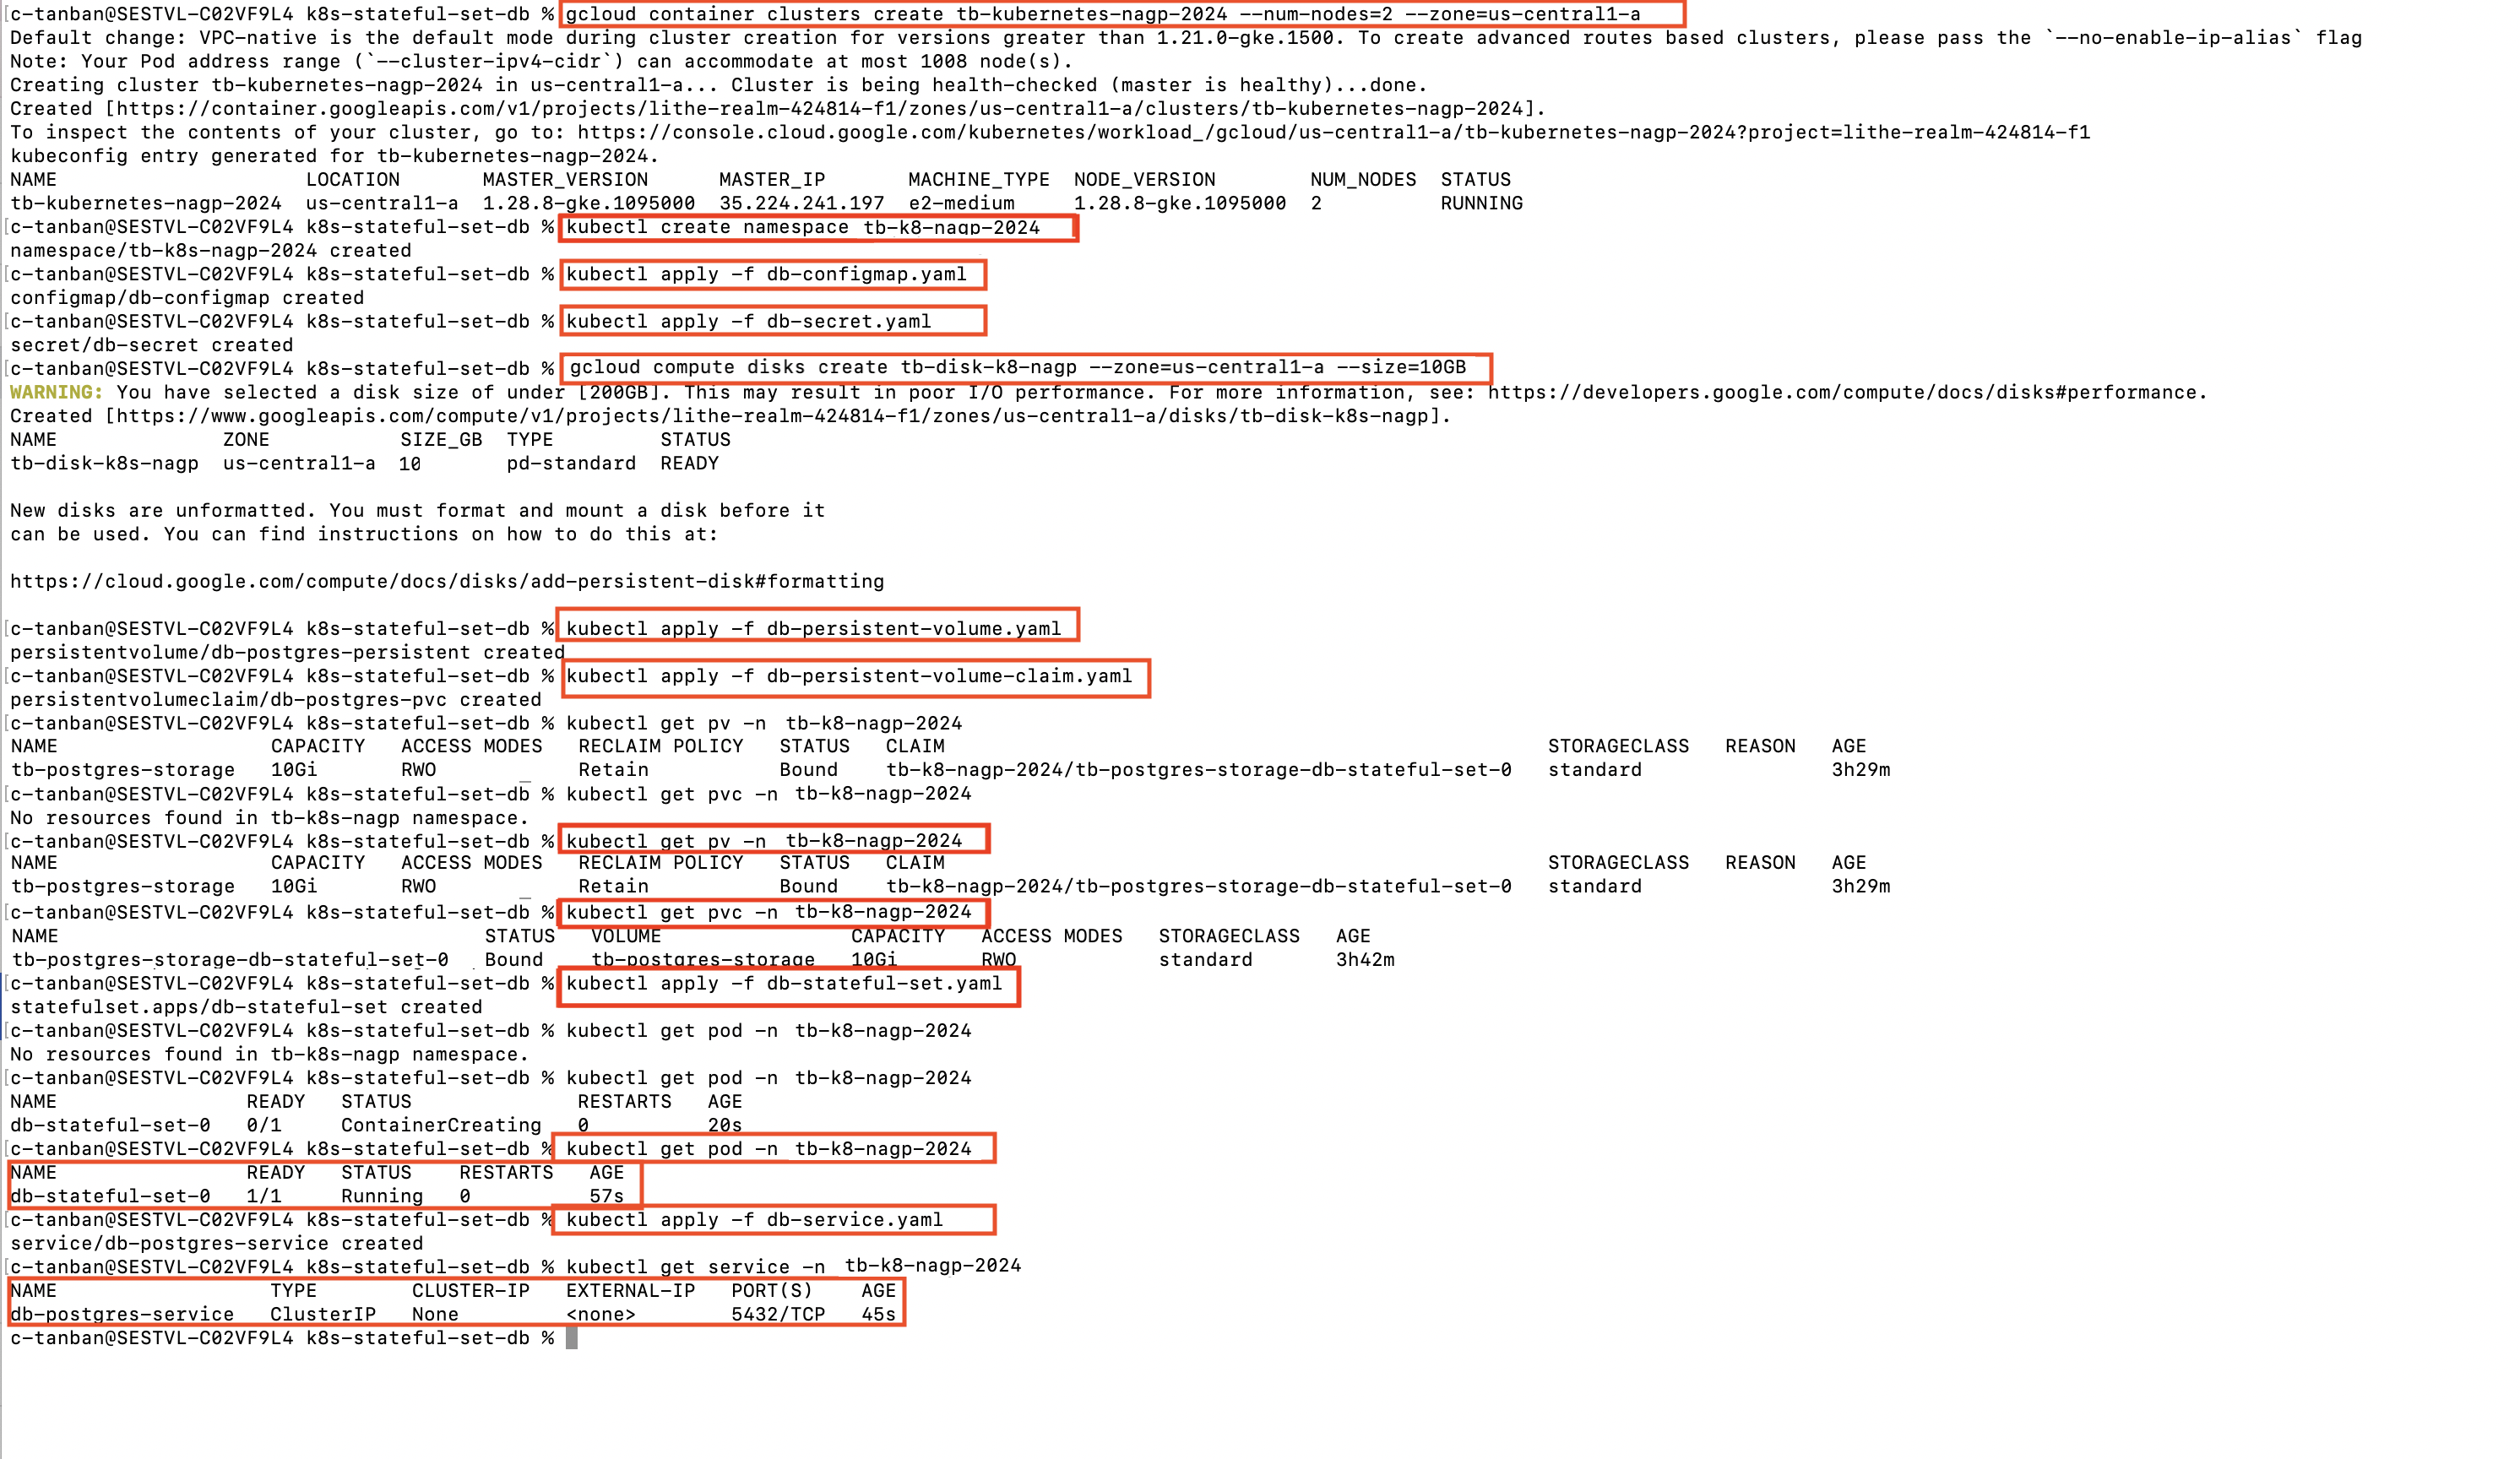 c-tanban@SESTVL-C02VF9L4 k8s-stateful-set-db % gcloud container clusters create tb-kubernetes-nagp-2024 --num-nodes=2 --zone=us-central1-a
Default change: VPC-native is the default mode during cluster creation for versions greater than 1.21.0-gke.1500. To create advanced routes based clusters, please pass the `--no-enable-ip-alias` flag
Note: Your Pod address range (`--cluster-ipv4-cidr`) can accommodate at most 1008 node(s).
Creating cluster tb-kubernetes-nagp-2024 in us-central1-a... Cluster is being health-checked (master is healthy)...done.
Created [https://container.googleapis.com/v1/projects/lithe-realm-424814-f1/zones/us-central1-a/clusters/tb-kubernetes-nagp-2024].
To inspect the contents of your cluster, go to: https://console.cloud.google.com/kubernetes/workload_/gcloud/us-central1-a/tb-kubernetes-nagp-2024?project=lithe-realm-424814-f1
kubeconfig entry generated for tb-kubernetes-nagp-2024.
NAME LOCATION MASTER_VERSION MASTER_IP MACHINE_TYPE NODE_VERSION NUM_NODES STATUS
tb-kubernetes-nagp-2024 us-central1-a 1.28.8-gke.1095000 35.224.241.197 e2-medium 1.28.8-gke.1095000 2 RUNNING
c-tanban@SESTVL-C02VF9L4 k8s-stateful-set-db % kubectl create namespace tb-k8-nagp-2024
namespace/tb-k8s-nagp-2024 created
c-tanban@SESTVL-C02VF9L4 k8s-stateful-set-db % kubectl apply -f db-configmap.yaml
configmap/db-configmap created
c-tanban@SESTVL-C02VF9L4 k8s-stateful-set-db % kubectl apply -f db-secret.yaml
secret/db-secret created
c-tanban@SESTVL-C02VF9L4 k8s-stateful-set-db % gcloud compute disks create tb-disk-k8-nagp --zone=us-central1-a --size=10GB
WARNING: You have selected a disk size of under [200GB]. This may result in poor I/O performance. For more information, see: https://developers.google.com/compute/docs/disks#performance.
Created [https://www.googleapis.com/compute/v1/projects/lithe-realm-424814-f1/zones/us-central1-a/disks/tb-disk-k8s-nagp].
NAME ZONE SIZE_GB TYPE STATUS
tb-disk-k8s-nagp us-central1-a 10 pd-standard READY
New disks are unformatted. You must format and mount a disk before it
can be used. You can find instructions on how to do this at:
https://cloud.google.com/compute/docs/disks/add-persistent-disk#formatting
c-tanban@SESTVL-C02VF9L4 k8s-stateful-set-db % kubectl apply -f db-persistent-volume.yaml
persistentvolume/db-postgres-persistent created
c-tanban@SESTVL-C02VF9L4 k8s-stateful-set-db % kubectl apply -f db-persistent-volume-claim.yaml
persistentvolumeclaim/db-postgres-pvc created
c-tanban@SESTVL-C02VF9L4 k8s-stateful-set-db % kubectl get pv -n tb-k8-nagp-2024
NAME CAPACITY ACCESS MODES RECLAIM POLICY STATUS CLAIM STORAGECLASS REASON AGE
tb-postgres-storage 10Gi RWO Retain Bound tb-k8-nagp-2024/tb-postgres-storage-db-stateful-set-0 standard 3h29m
c-tanban@SESTVL-C02VF9L4 k8s-stateful-set-db % kubectl get pvc -n tb-k8-nagp-2024
No resources found in tb-k8s-nagp namespace.
c-tanban@SESTVL-C02VF9L4 k8s-stateful-set-db % kubectl get pv -n tb-k8-nagp-2024
NAME CAPACITY ACCESS MODES RECLAIM POLICY STATUS CLAIM STORAGECLASS REASON AGE
tb-postgres-storage 10Gi RWO Retain Bound tb-k8-nagp-2024/tb-postgres-storage-db-stateful-set-0 standard 3h29m
c-tanban@SESTVL-C02VF9L4 k8s-stateful-set-db % kubectl get pvc -n tb-k8-nagp-2024
NAME STATUS VOLUME CAPACITY ACCESS MODES STORAGECLASS AGE
tb-postgres-storage-db-stateful-set-0 Bound tb-postgres-storage 10Gi RWO standard 3h42m
c-tanban@SESTVL-C02VF9L4 k8s-stateful-set-db % kubectl apply -f db-stateful-set.yaml
statefulset.apps/db-stateful-set created
c-tanban@SESTVL-C02VF9L4 k8s-stateful-set-db % kubectl get pod -n tb-k8-nagp-2024
No resources found in tb-k8s-nagp namespace.
c-tanban@SESTVL-C02VF9L4 k8s-stateful-set-db % kubectl get pod -n tb-k8-nagp-2024
NAME READY STATUS RESTARTS AGE
db-stateful-set-0 0/1 ContainerCreating 0 20s
c-tanban@SESTVL-C02VF9L4 k8s-stateful-set-db % kubectl get pod -n tb-k8-nagp-2024
NAME READY STATUS RESTARTS AGE
db-stateful-set-0 1/1 Running 0 57s
c-tanban@SESTVL-C02VF9L4 k8s-stateful-set-db % kubectl apply -f db-service.yaml
service/db-postgres-service created
c-tanban@SESTVL-C02VF9L4 k8s-stateful-set-db % kubectl get service -n tb-k8-nagp-2024
NAME TYPE CLUSTER-IP EXTERNAL-IP PORT(S) AGE
db-postgres-service ClusterIP None <none> 5432/TCP 45s
c-tanban@SESTVL-C02VF9L4 k8s-stateful-set-db %